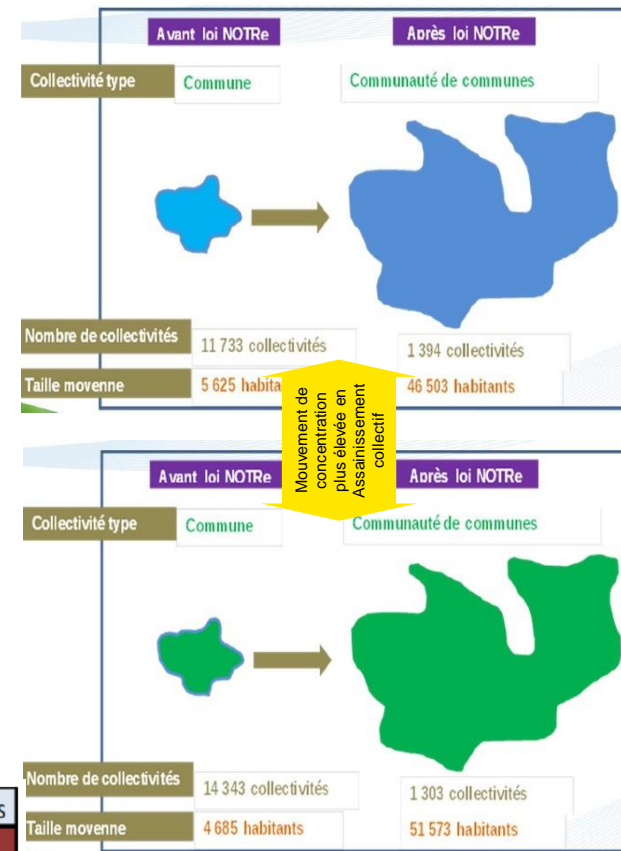 Avant loi NOTRe
Après loi NOTRe
Collectivité type
Commune
Communauté de communes
Nombre de collectivités
11 733 collectivités
1 394 collectivités
Taille moyenne
5 625 habita
46 503 habitants
Mouvement de
concentration
plus élevée en
Assainissement
collectif
Avant loi NOTRe
Après loi NOTRe
Collectivité type
Commune
Communauté de communes
Nombre de collectivités
14 343 collectivités
1 303 collectivités
Taille moyenne
4 685 habitants
51 573 habitants